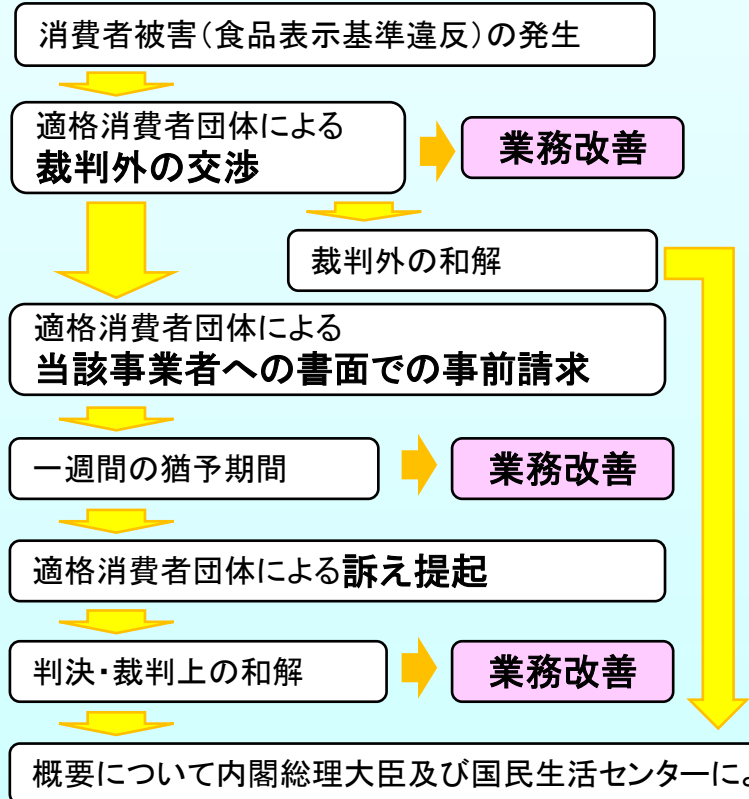 消費者被害(食品表示基準違反)の発生
適格消費者団体による
裁判外の交渉
業務改善
裁判外の和解
適格消費者団体による
当該事業者への書面での事前請求
一週間の猶予期間
業務改善
適格消費者団体による訴え提起
判決・裁判上の和解
業務改善
概要について内閣総理大臣及び国民生活センターに